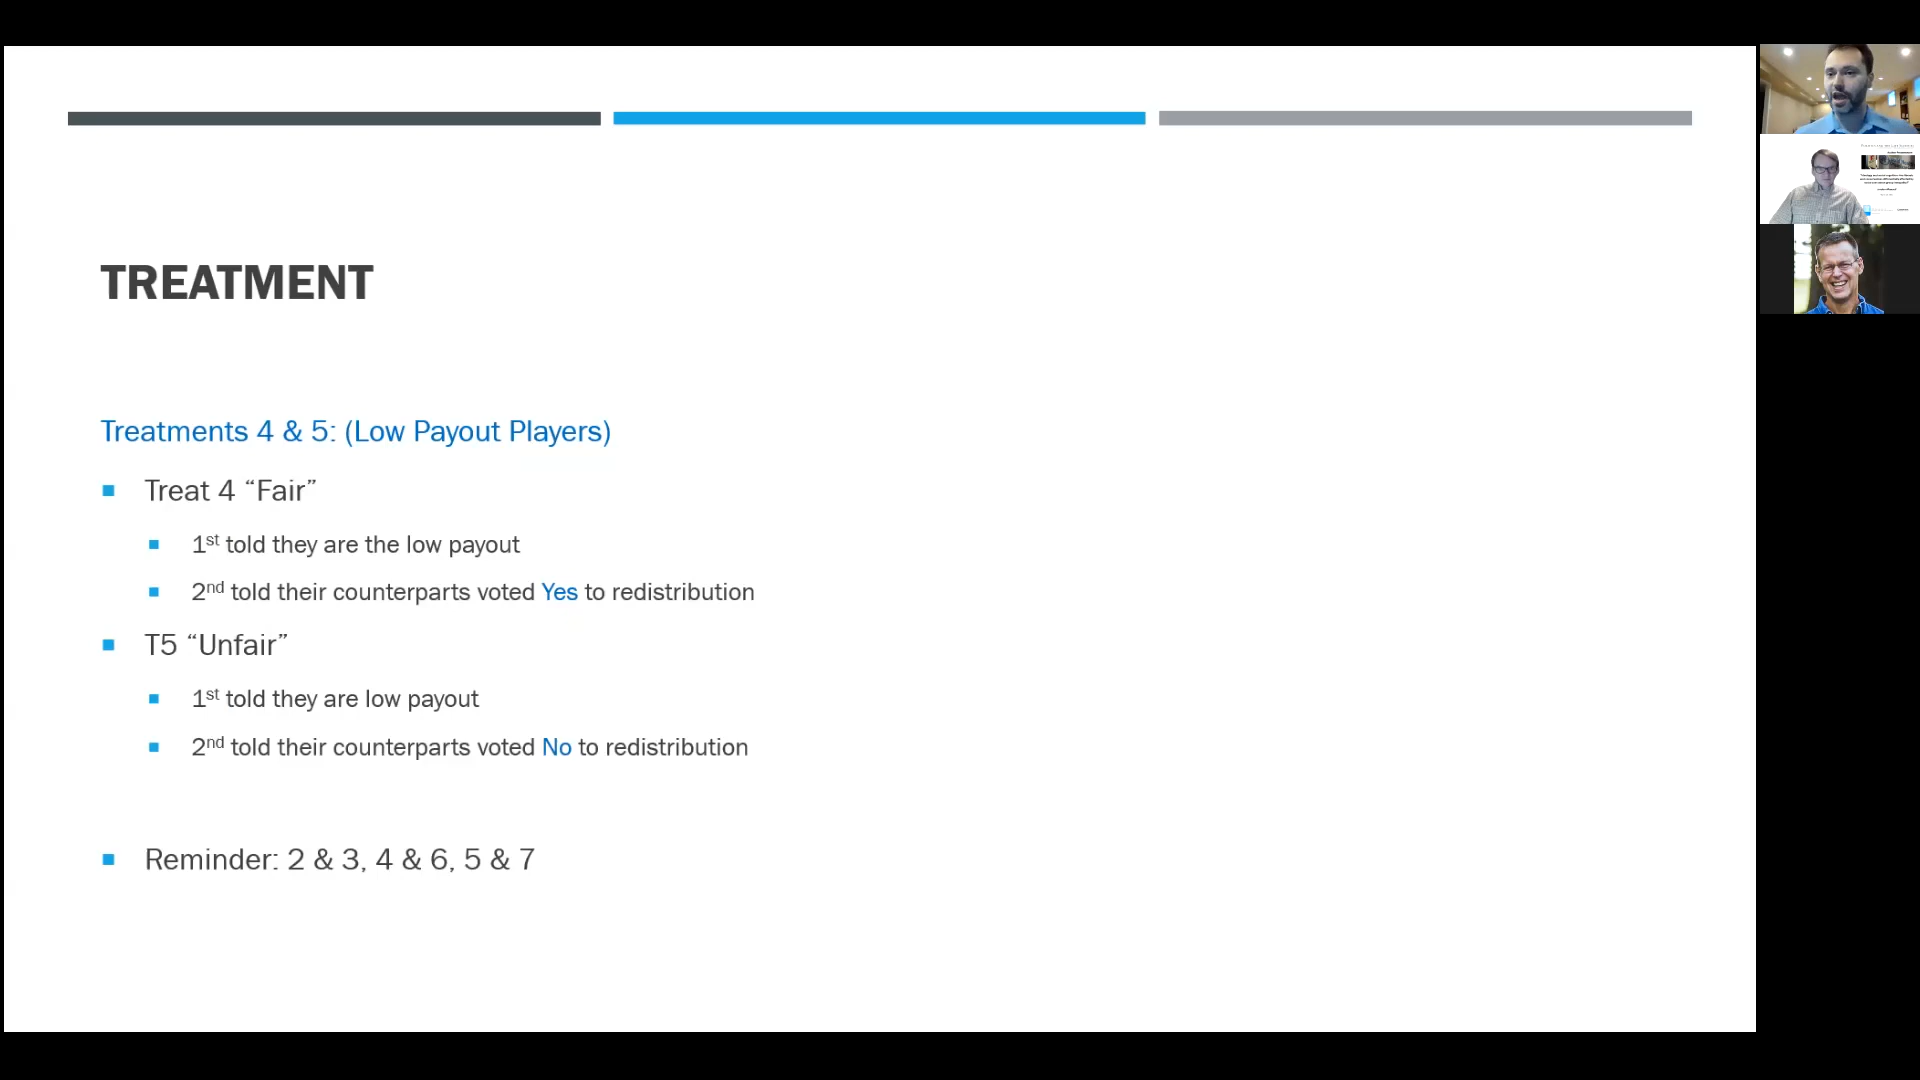 TREATMENT
Treatments 4 & 5: (Low Payout Players)
Treat 4 “Fair”
1st told they are the low payout
2nd told their counterparts voted Yes to redistribution
T5 “Unfair”
1st told they are low payout
2nd told their counterparts voted No to redistribution
Reminder: 2 & 3, 4 & 6, 5 & 7